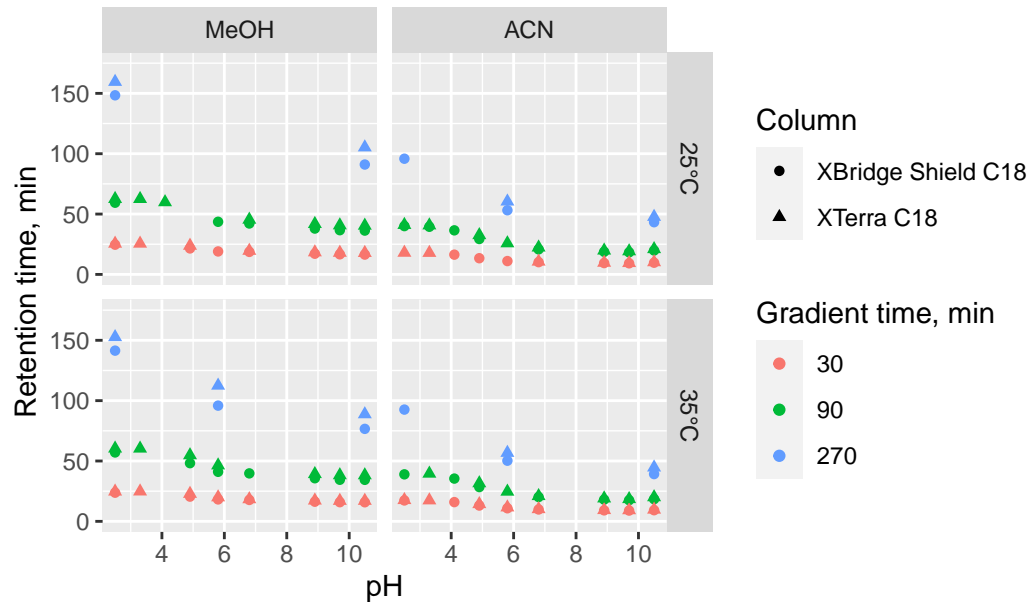 MeOH
ACN
150
100
50
0
25°C
150
100
50
0
35°C
Retention time, min
4
6
8
10
4
6
8
10
pH
Column
XBridge Shield C18
XTerra C18
Gradient time, min
30
90
270